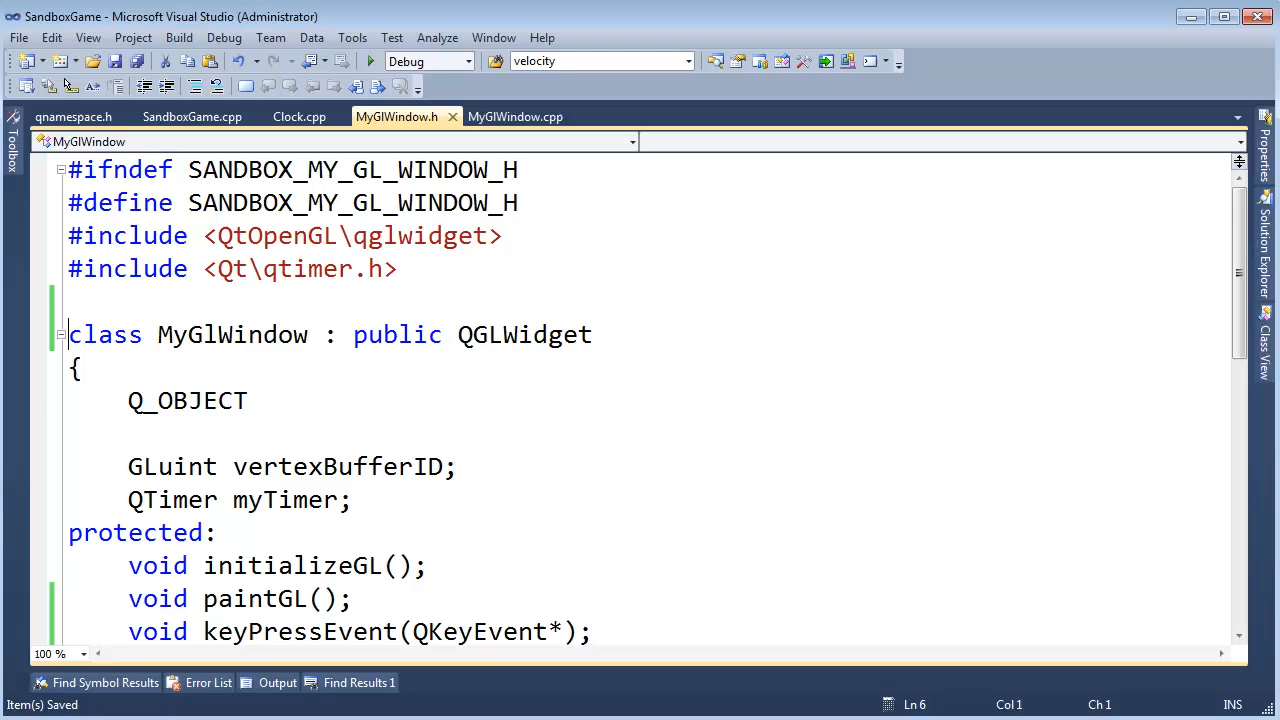 SandboxGame - Microsoft Visual Studio (Administrator)
File Edit View Project Build Debug Team Data Tools Test Analyze Window Help
Debug velocity
qnamespace.h SandboxGame.cpp Clock.cpp MyGlWindow.h MyGlWindow.cpp
MyGlWindow
#ifndef SANDBOX_MY_GL_WINDOW_H
#define SANDBOX_MY_GL_WINDOW_H
#include <QtOpenGL\qglwidget>
#include <Qt\qtimer.h>
class MyGlWindow : public QGLWidget
{
Q_OBJECT
GLuint vertexBufferID;
QTimer myTimer;
protected:
void initializeGL();
void paintGL();
void keyPressEvent(QKeyEvent*);
100 %
Toolbox
Properties
Solution Explorer
Class View
Find Symbol Results Error List Output Find Results 1
Item(s) Saved Ln 6 Col 1 Ch 1 INS